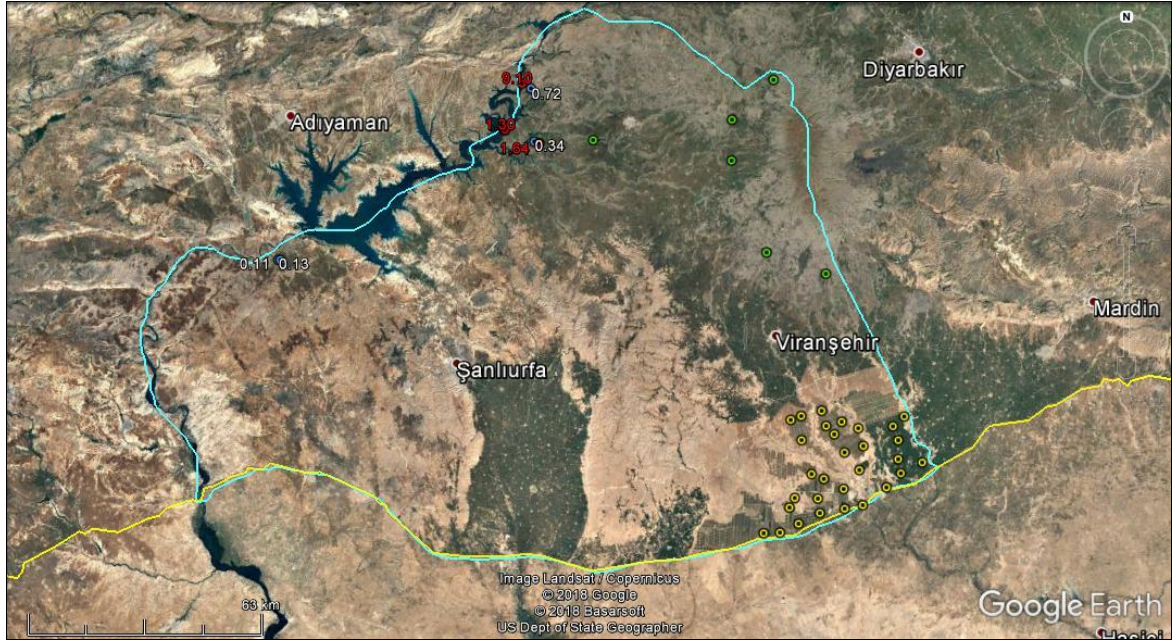 N
Diyarbakır
9.10
0.72
Adıyaman
1.39
1.64
0.34
0.11
0.13
Mardin
Viranşehir
Şanlıurfa
Image Landsat / Copernicus
© 2018 Google
© 2018 Basarsoft
US Dept of State Geographer
63 km
Google Earth